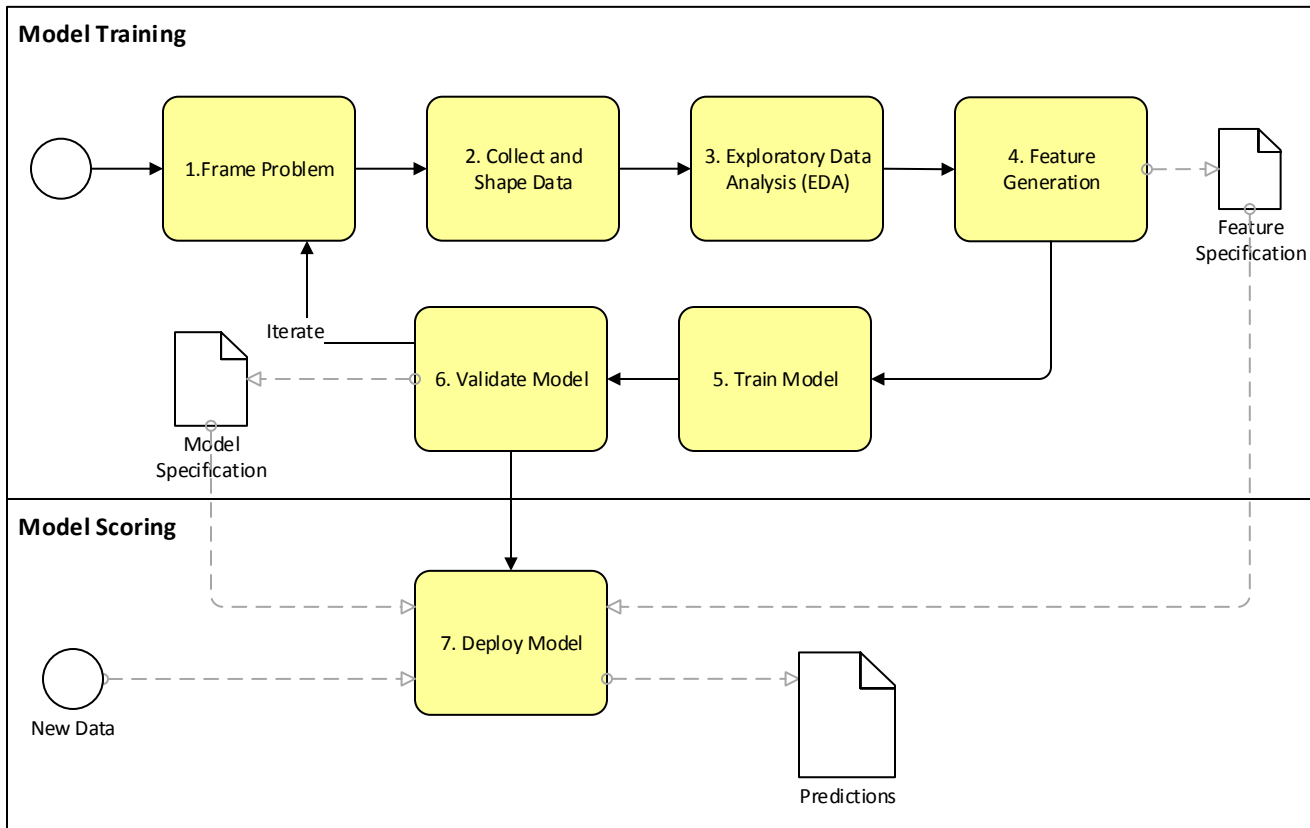 Model Training
1.Frame Problem
2. Collect and
Shape Data
3. Exploratory Data
Analysis (EDA)
4. Feature
Generation
Feature
Specification
Iterate
6. Validate Model
5. Train Model
Model
Specification
Model Scoring
7. Deploy Model
New Data
Predictions